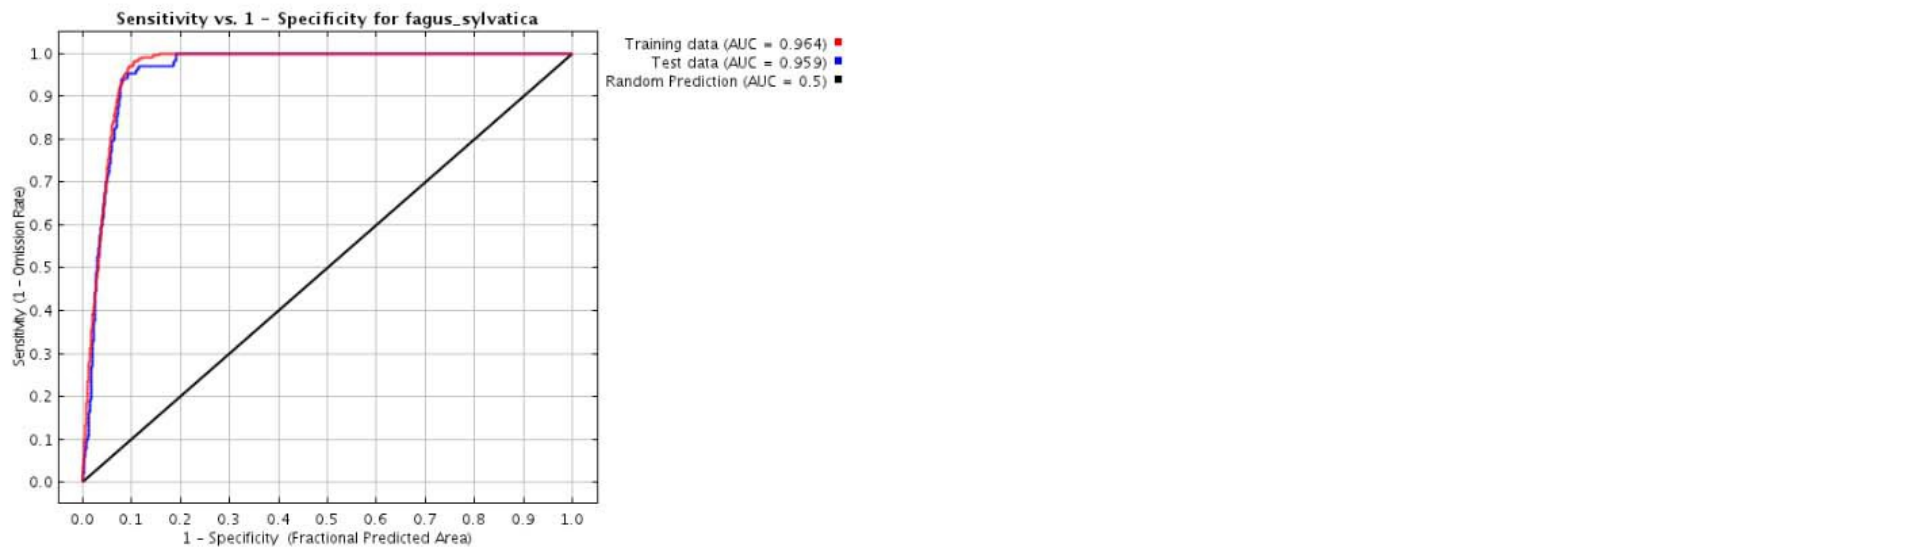 Sensitivity vs. 1 – Specificity for fagus_sylvatica
Training data (AUC = 0.964)
Test data (AUC = 0.959)
Random Prediction (AUC = 0.5)
1.0
0.9
0.8
0.7
0.6
0.5
0.4
0.3
0.2
0.1
0.0
Sensitivity (1 – Omission Rate)
0.0 0.1 0.2 0.3 0.4 0.5 0.6 0.7 0.8 0.9 1.0
1 – Specificity (Fractional Predicted Area)